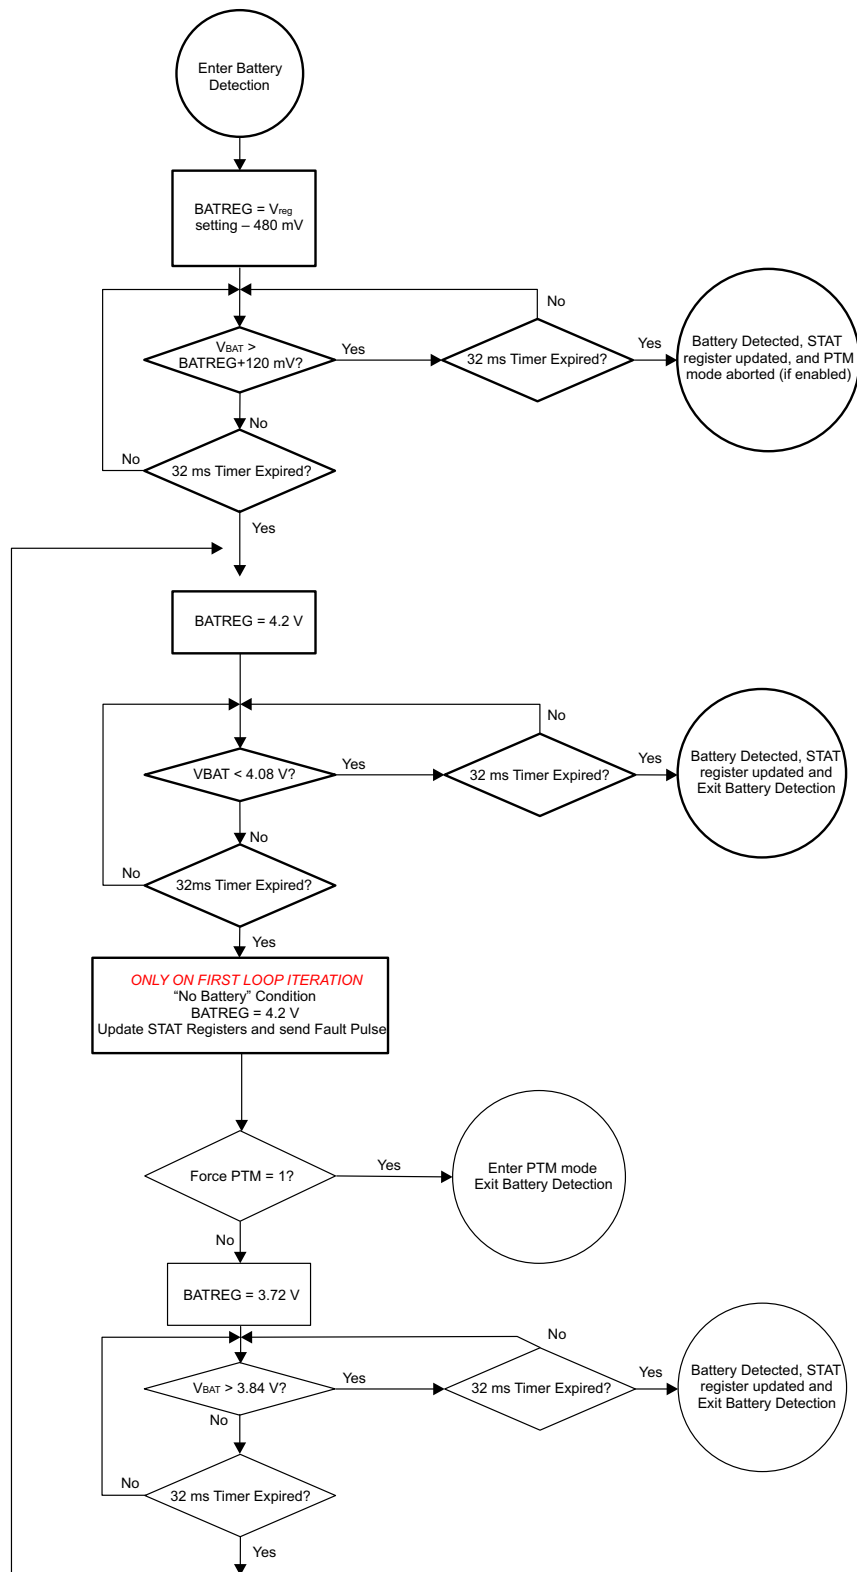 Enter Battery
Detection
BATREG = Vreg
setting – 480 mV
No
VBAT >
BATREG+120 mV?
Yes
32 ms Timer Expired?
Yes
Battery Detected, STAT
register updated, and PTM
mode aborted (if enabled)
No
No
32 ms Timer Expired?
Yes
BATREG = 4.2 V
No
VBAT < 4.08 V?
Yes
32 ms Timer Expired?
Yes
Battery Detected, STAT
register updated and
Exit Battery Detection
No
No
32ms Timer Expired?
Yes
ONLY ON FIRST LOOP ITERATION
“No Battery” Condition
BATREG = 4.2 V
Update STAT Registers and send Fault Pulse
Force PTM = 1?
Yes
Enter PTM mode
Exit Battery Detection
No
BATREG = 3.72 V
No
VBAT > 3.84 V?
Yes
32 ms Timer Expired?
Yes
Battery Detected, STAT
register updated and
Exit Battery Detection
No
No
32 ms Timer Expired?
Yes